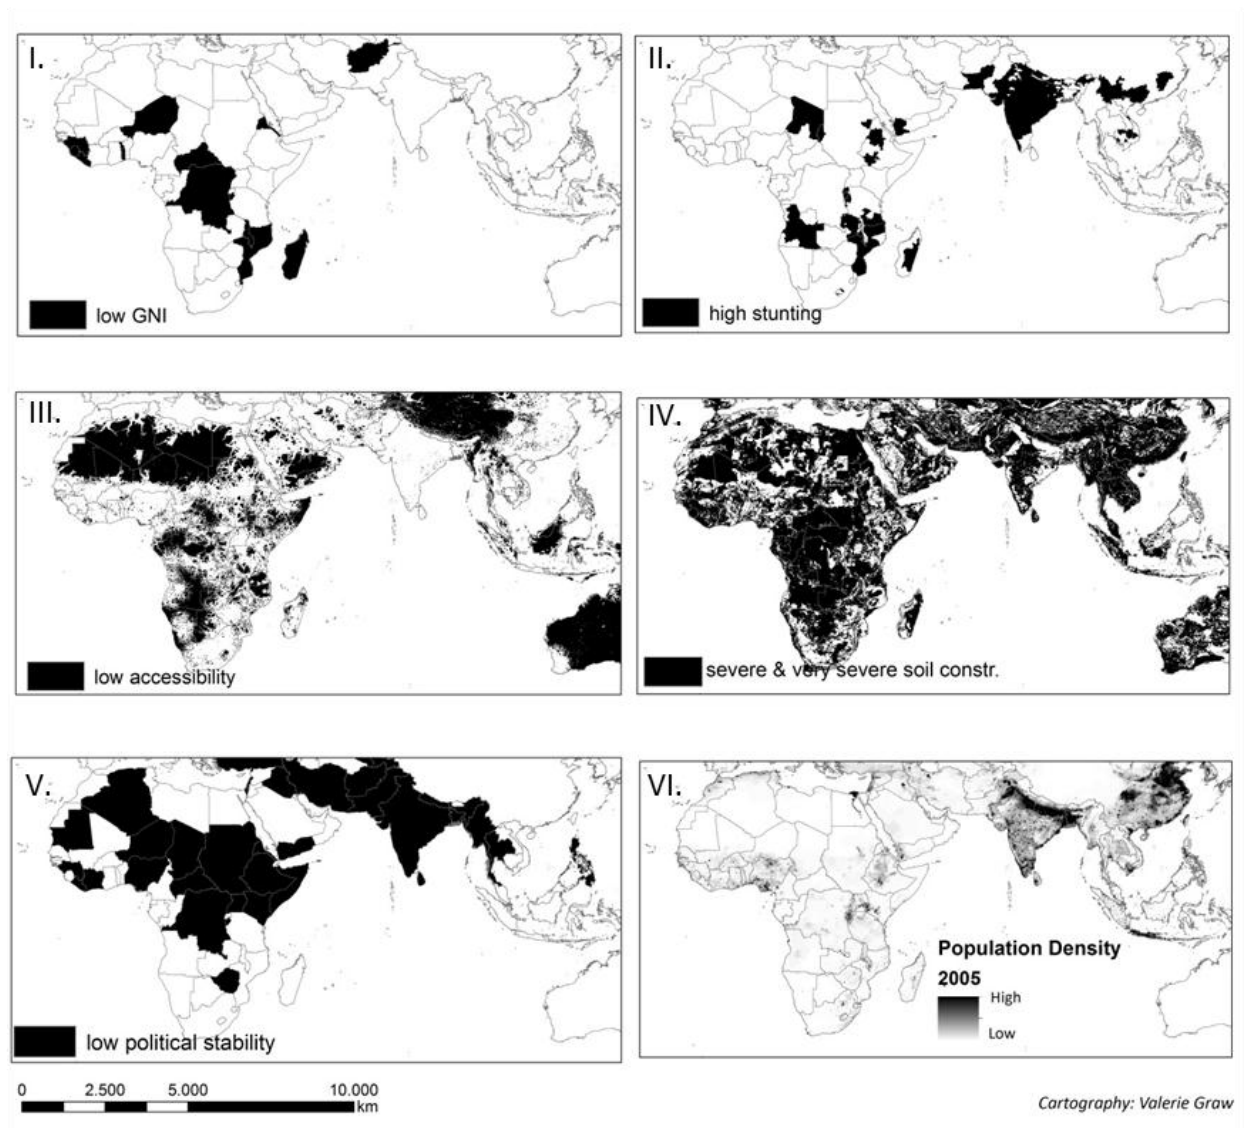 I.
low GNI
II.
high stunting
III.
low accessibility
IV.
severe & very severe soil constr.
V.
low political stability
VI.
Population Density
2005
High
Low
0 2.500 5.000 10.000
km
Cartography: Valerie Graw